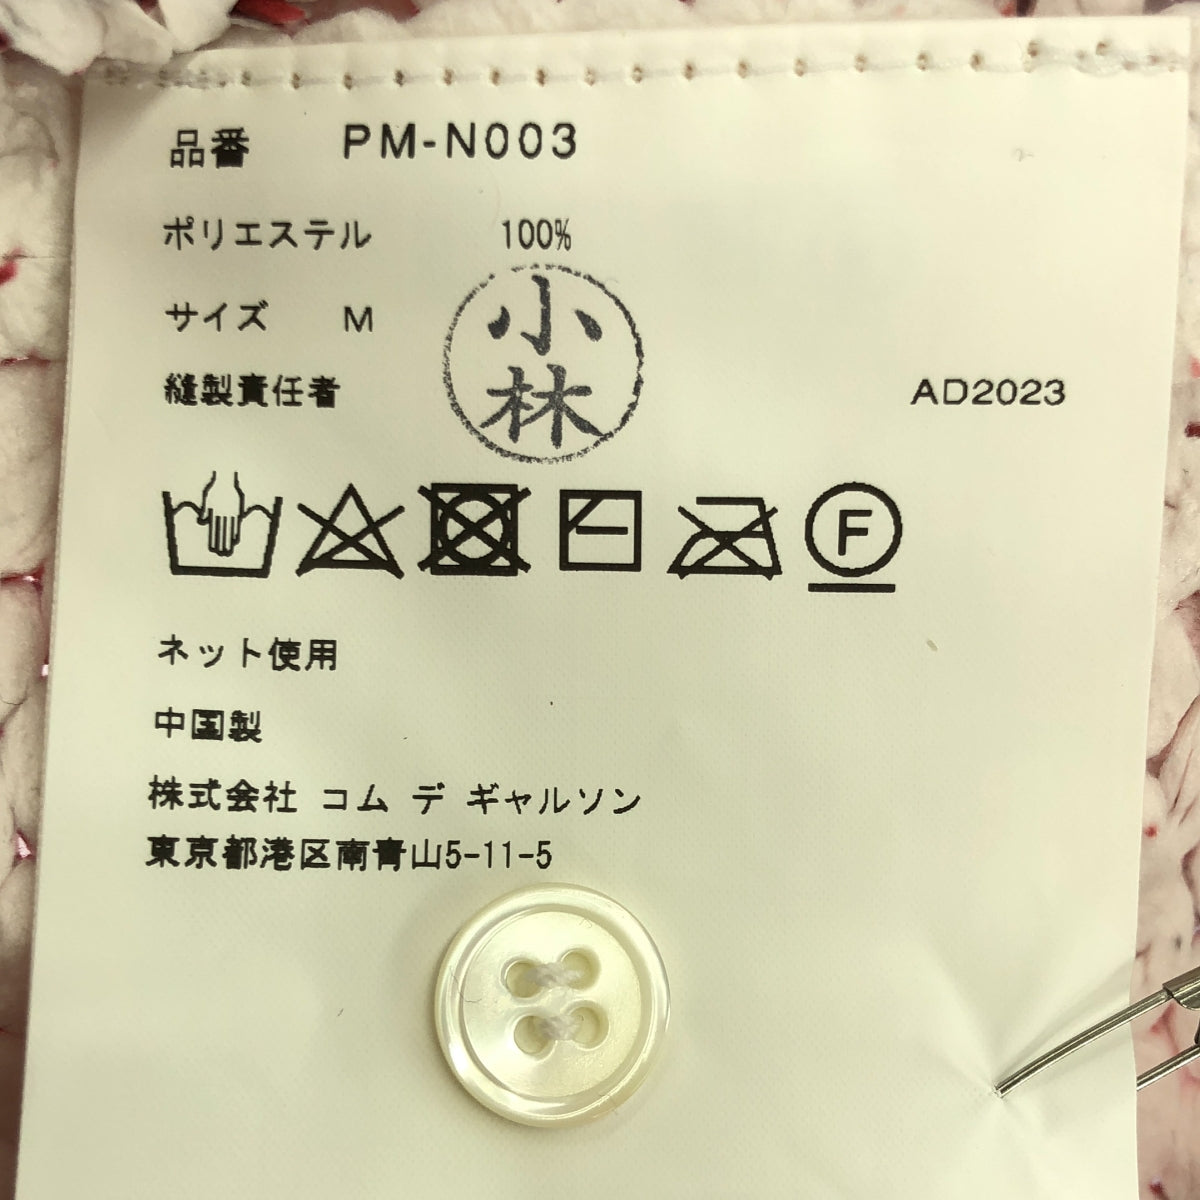 品番 PM-N003
ポリエステル 100%
サイズ M
小林
縫製責任者 AD2023
F
ネット使用
中国製
株式会社 コム デ ギャルソン
東京都港区南青山5-11-5